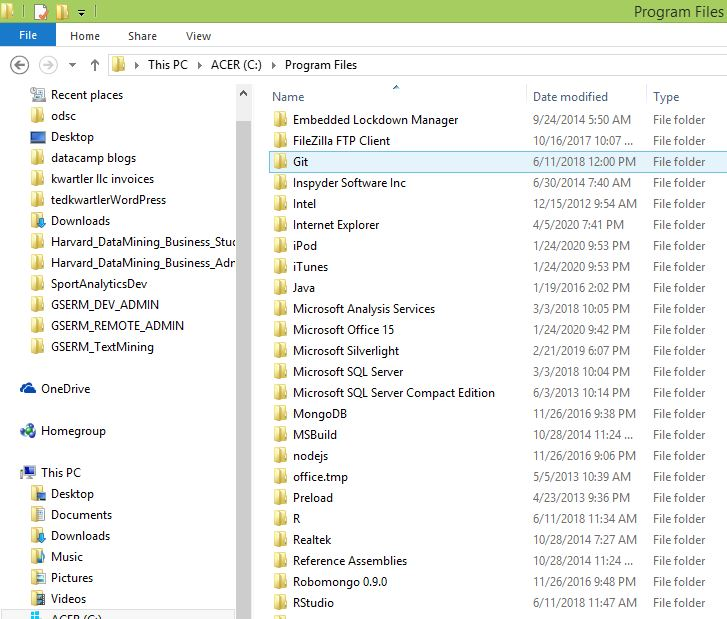 Program Files
File Home Share View
This PC ACER (C:) Program Files
Recent places
odsc
Desktop
datacamp blogs
kwartler llc invoices
tedkwartlerWordPress
Downloads
Harvard_DataMining_Business_Stuc
Harvard_DataMining_Business_Adn
SportAnalyticsDev
GSERM_DEV_ADMIN
GSERM_REMOTE_ADMIN
GSERM_TextMining
OneDrive
Homegroup
This PC
Desktop
Documents
Downloads
Music
Pictures
Videos
ACER (C:)
Name Date modified Type
Embedded Lockdown Manager 9/24/2014 5:50 AM File folder
FileZilla FTP Client 10/16/2017 10:07 ... File folder
Git 6/11/2018 12:00 PM File folder
Inspyder Software Inc 6/30/2014 7:40 AM File folder
Intel 12/15/2012 9:54 AM File folder
Internet Explorer 4/5/2020 7:41 PM File folder
iPod 1/24/2020 9:53 PM File folder
iTunes 1/24/2020 9:53 PM File folder
Java 1/19/2016 2:02 PM File folder
Microsoft Analysis Services 3/3/2018 10:05 PM File folder
Microsoft Office 15 1/24/2020 9:42 PM File folder
Microsoft Silverlight 2/21/2019 6:07 PM File folder
Microsoft SQL Server 3/3/2018 10:04 PM File folder
Microsoft SQL Server Compact Edition 6/3/2013 10:14 PM File folder
MongoDB 11/26/2016 9:38 PM File folder
MSBuild 10/28/2014 11:24 ... File folder
nodejs 11/26/2016 9:06 PM File folder
office.tmp 5/5/2013 10:39 AM File folder
Preload 4/23/2013 9:36 PM File folder
R 6/11/2018 11:34 AM File folder
Realtek 10/28/2014 7:27 AM File folder
Reference Assemblies 10/28/2014 11:24 ... File folder
Robomongo 0.9.0 11/26/2016 9:48 PM File folder
RStudio 6/11/2018 11:47 AM File folder